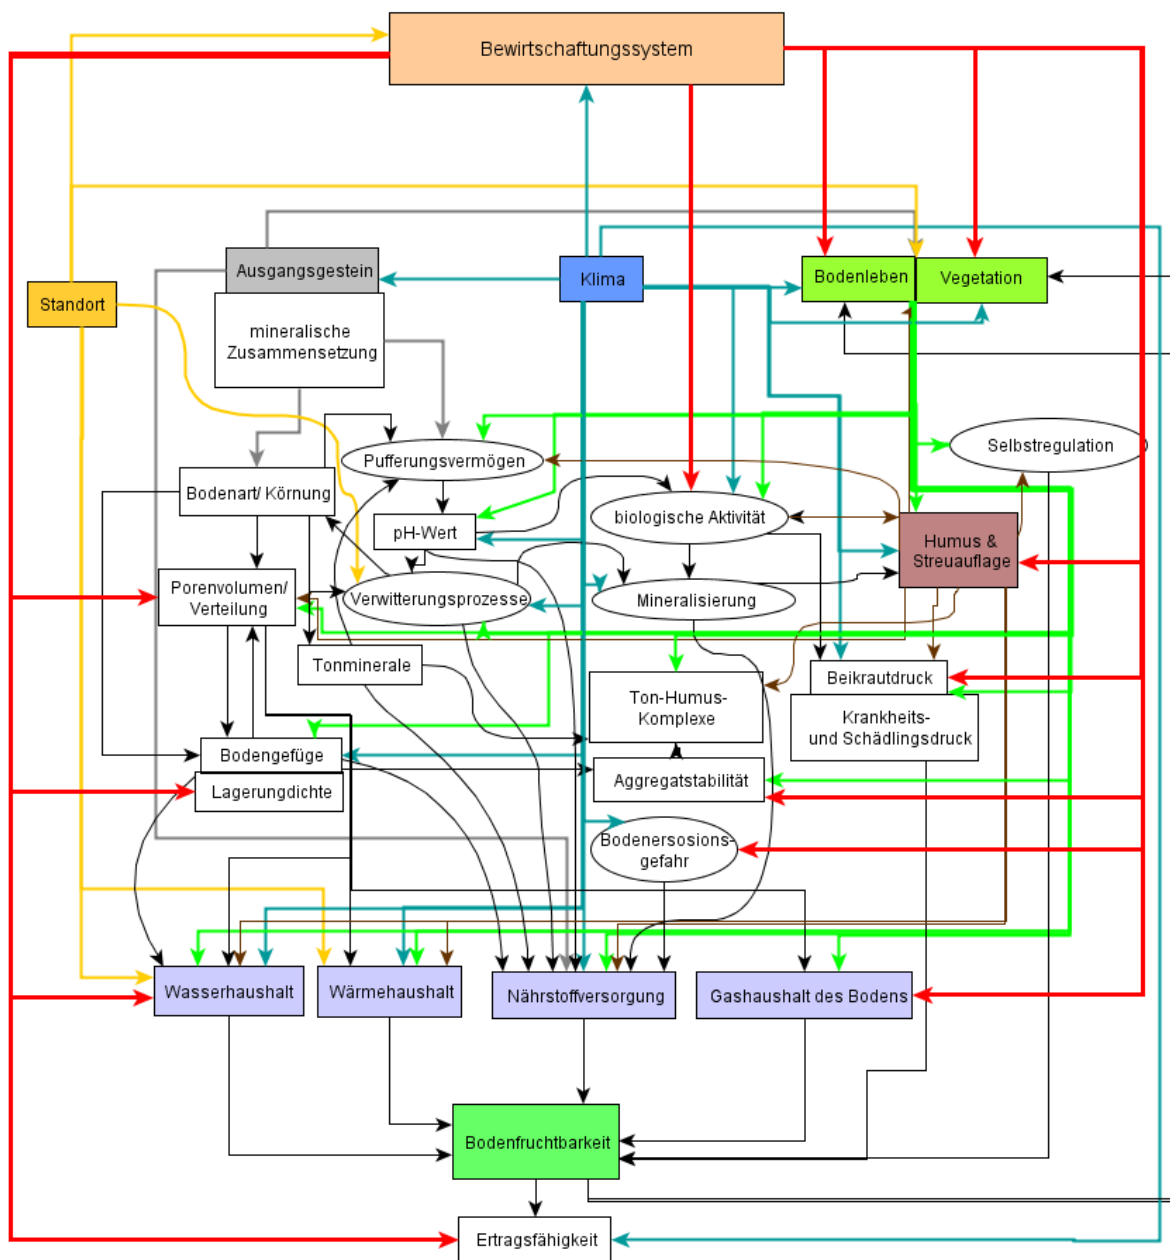 Bewirtschaftungssystem
Ausgangsgestein
Klima
Bodenleben
Vegetation
Standort
mineralische
Zusammensetzung
Selbstregulation
Pufferungsvermögen
Bodenart/ Körnung
biologische Aktivität
pH-Wert
Humus &
Streuauflage
Porenvolumen/
Verteilung
Verwitterungsprozesse
Mineralisierung
Tonminerale
Beikrautdruck
Ton-Humus-
Komplexe
Krankheits-
und Schädlingsdruck
Bodengefüge
Aggregatstabilität
Lagerungdichte
Bodenersosions-
gefahr
Wasserhaushalt
Wärmehaushalt
Nährstoffversorgung
Gashaushalt des Bodens
Bodenfruchtbarkeit
Ertragsfähigkeit